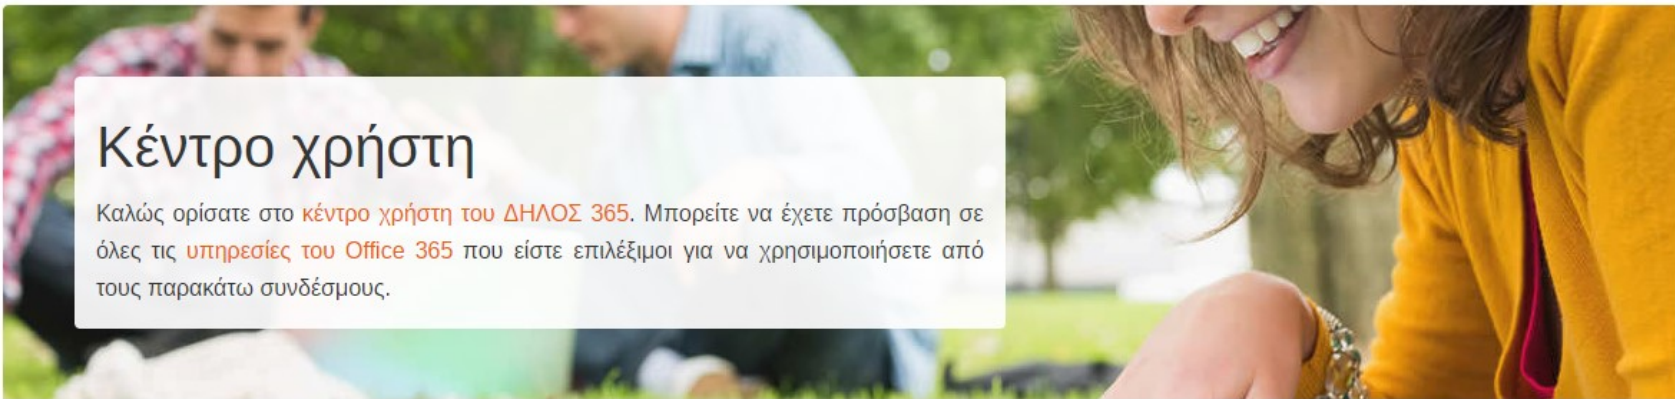 Κέντρο χρήστη
Καλώς ορίσατε στο κέντρο χρήστη του ΔΗΛΟΣ 365. Μπορείτε να έχετε πρόσβαση σε
όλες τις υπηρεσίες του Office 365 που είστε επιλέξιμοι για να χρησιμοποιήσετε από
τους παρακάτω συνδέσμους.